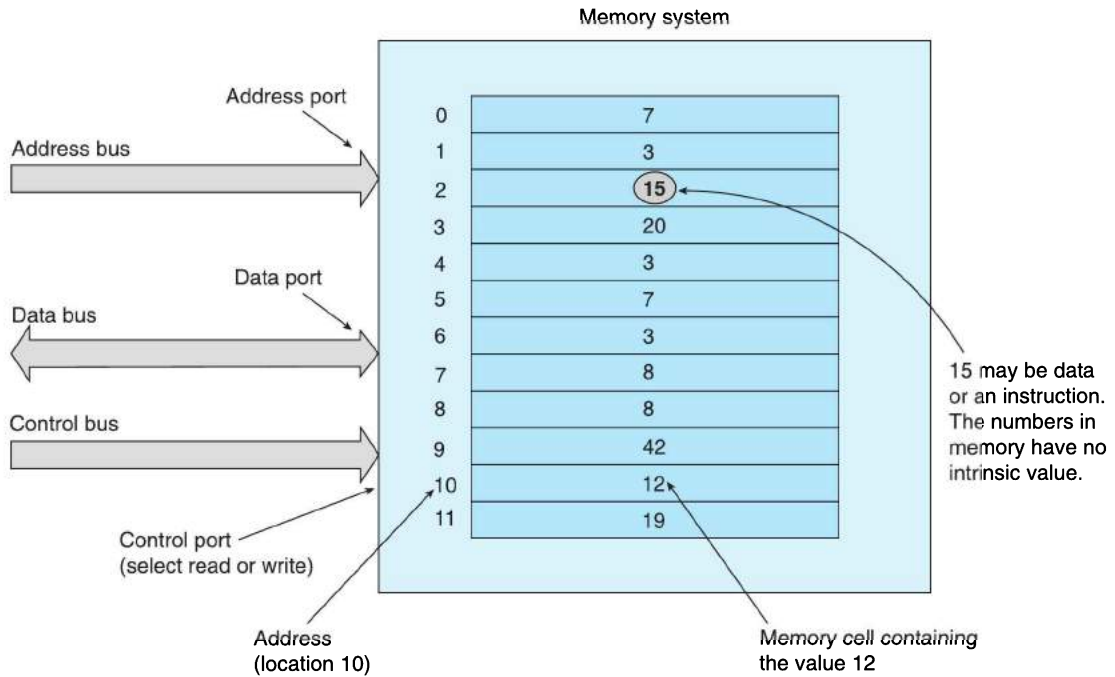 Memory system
Address port
Address bus
0 7
1 3
2 15
3 20
4 3
Data port
5 7
Data bus
6 3
7 8
8 8
Control bus
9 42
10 12
11 19
15 may be data
or an instruction.
The numbers in
memory have no
intrinsic value.
Control port
(select read or write)
Address
(location 10)
Memory cell containing
the value 12